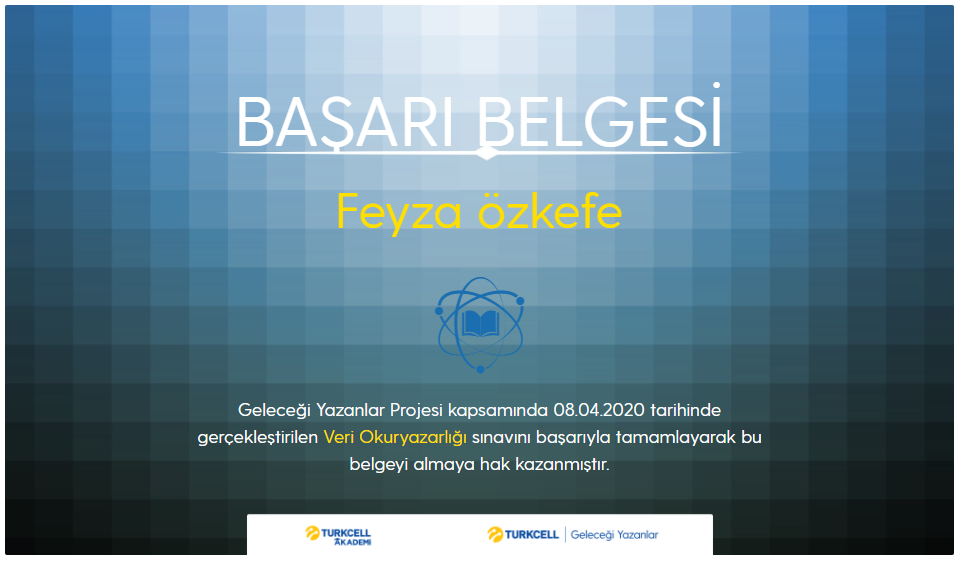 BAŞARI BELGESİ
Feyza özkefe
Geleceği Yazanlar Projesi kapsamında 08.04.2020 tarihinde
gerçekleştirilen Veri Okuryazarlığı sınavını başarıyla tamamlayarak bu
belgeyi almaya hak kazanmıştır.
TURKCELL
AKADEMİ
TURKCELL | Geleceği Yazanlar